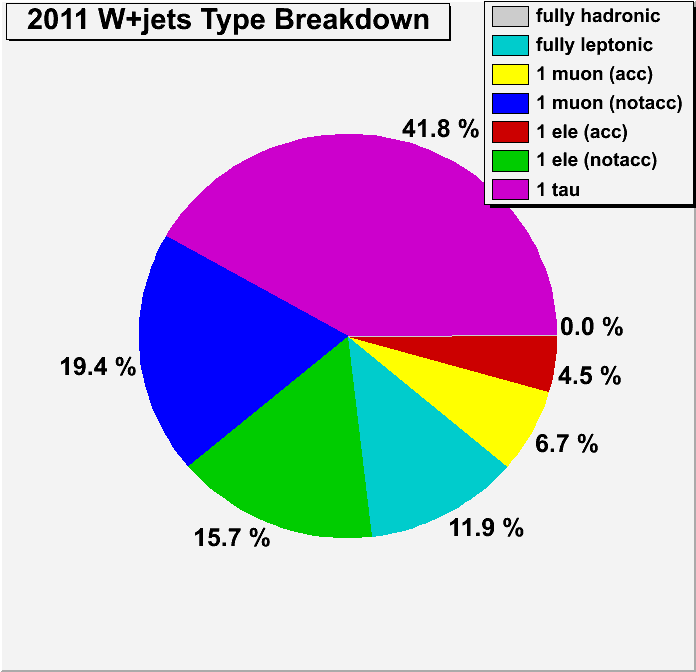 2011 W+jets Type Breakdown
fully hadronic
fully leptonic
1 muon (acc)
1 muon (notacc)
1 ele (acc)
1 ele (notacc)
1 tau
41.8 %
0.0 %
19.4 %
4.5 %
6.7 %
11.9 %
15.7 %